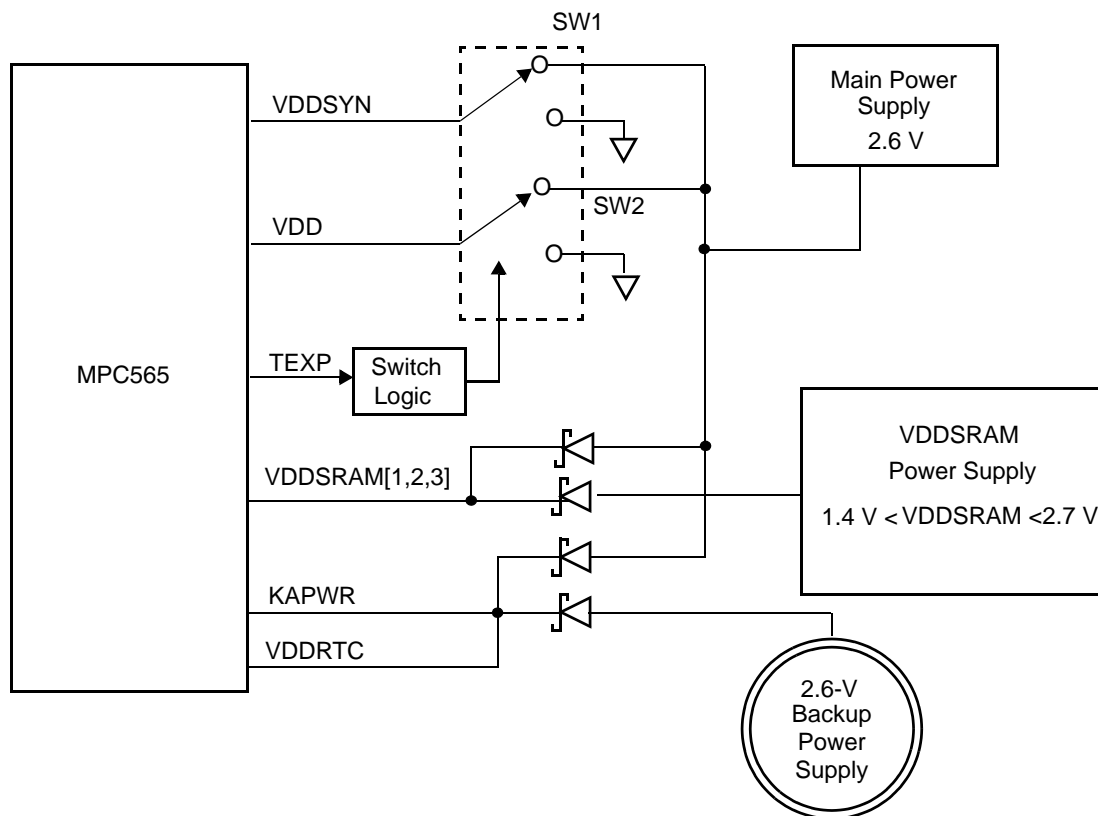 SW1
VDDSYN
Main Power
Supply
2.6 V
SW2
VDD
MPC565
TEXP
Switch
Logic
VDDSRAM
Power Supply
1.4 V < VDDSRAM <2.7 V
VDDSRAM[1,2,3]
KAPWR
VDDRTC
2.6-V
Backup
Power
Supply